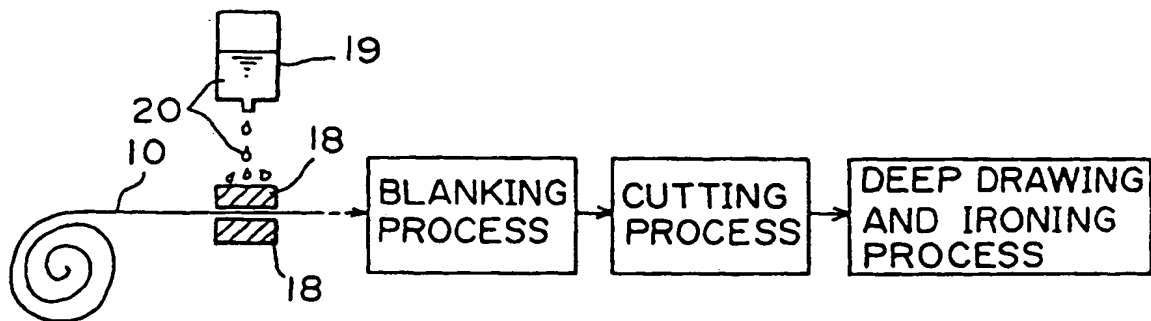 19
20
10
18
18
BLANKING
PROCESS
CUTTING
PROCESS
DEEP DRAWING
AND IRONING
PROCESS